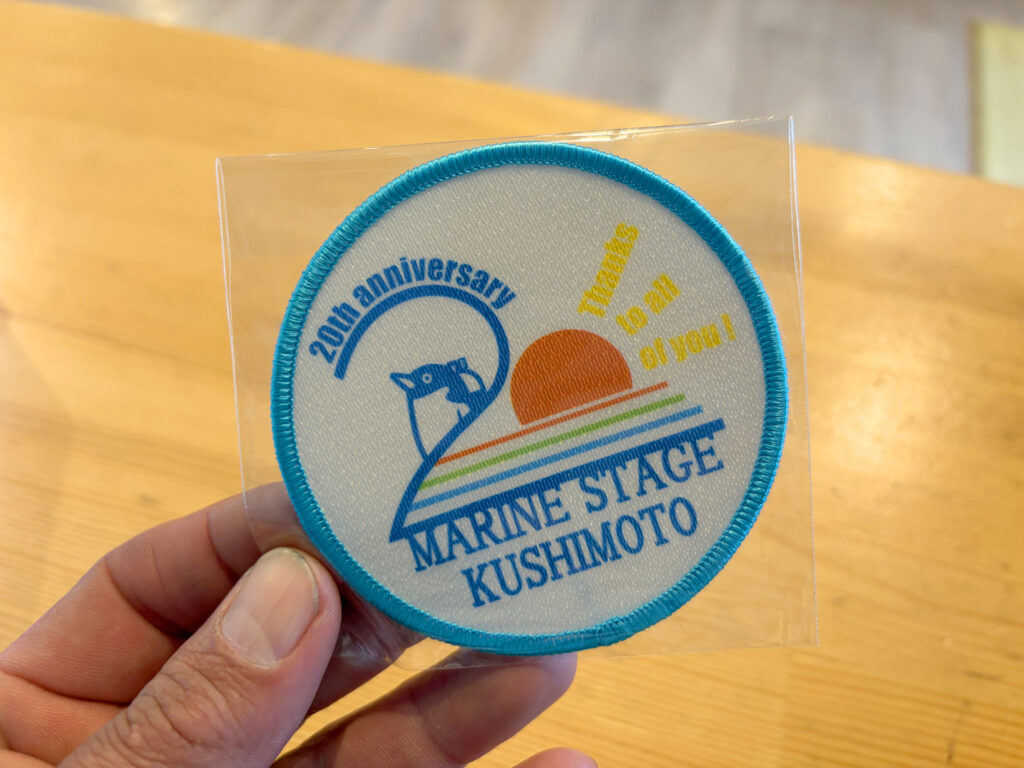 20th anniversary
Thanks
to all
of you !
MARINE STAGE
KUSHIMOTO